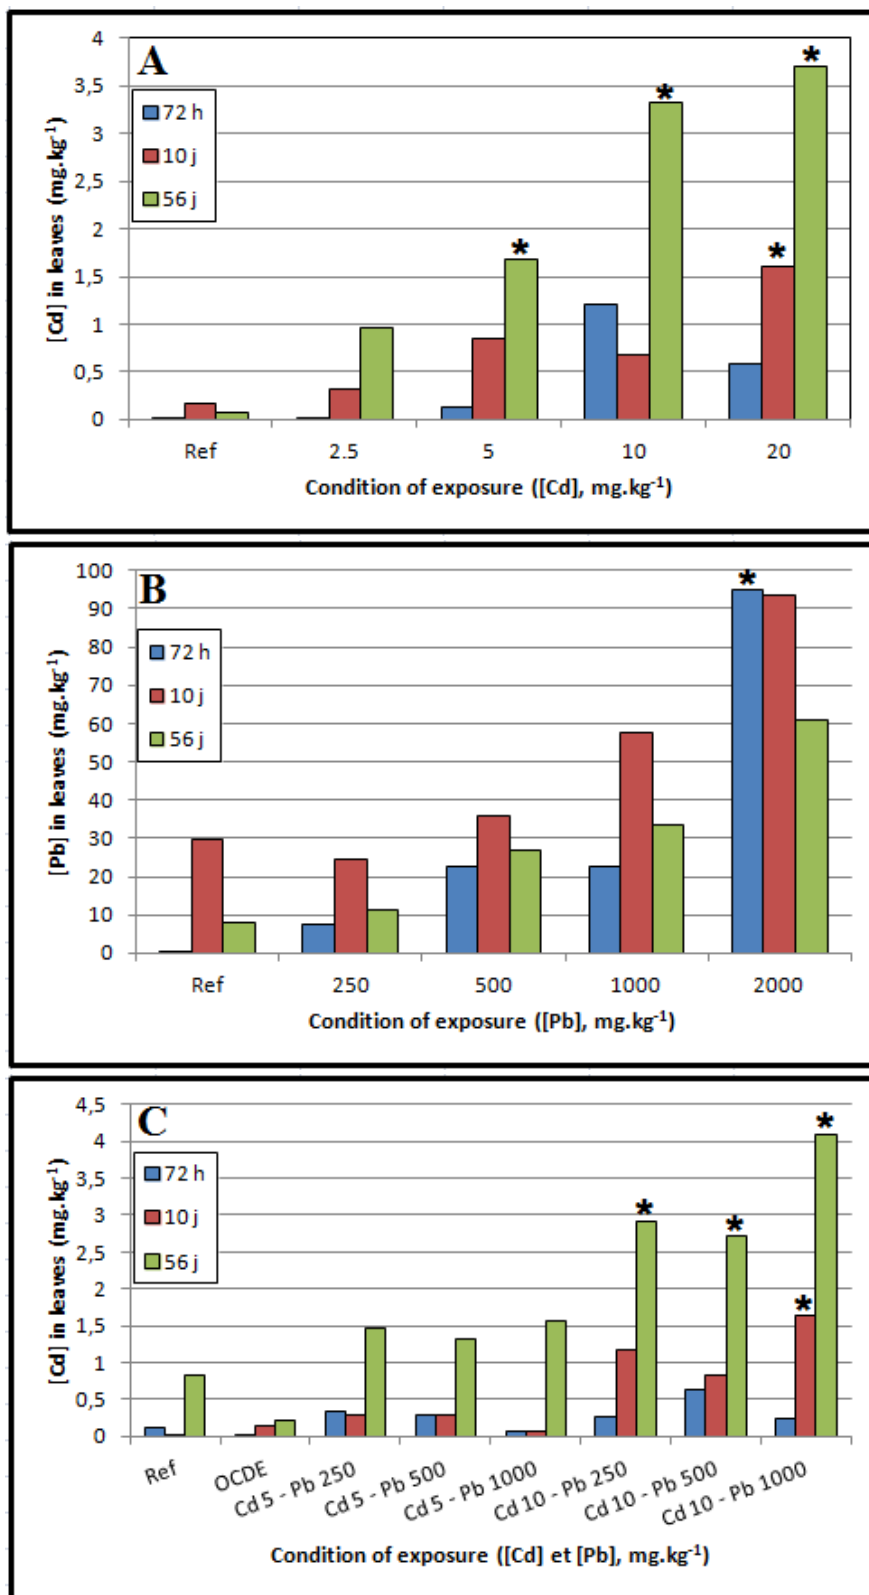 A
4
3,5
3
2,5
2
1,5
1
0,5
0
[Cd] in leaves (mg.kg-1)
72 h
10 j
56 j
*
*
*
*
Ref 2.5 5 10 20
Condition of exposure ([Cd], mg.kg-1)
B
100
90
80
70
60
50
40
30
20
10
0
[Pb] in leaves (mg.kg-1)
72 h
10 j
56 j
*
Ref 250 500 1000 2000
Condition of exposure ([Pb], mg.kg-1)
C
4,5
4
3,5
3
2,5
2
1,5
1
0,5
0
[Cd] in leaves (mg.kg-1)
72 h
10 j
56 j
*
*
*
*
Ref
OCDE
Cd 5 - Pb 250
Cd 5 - Pb 500
Cd 5 - Pb 1000
Cd 10 - Pb 250
Cd 10 - Pb 500
Cd 10 - Pb 1000
Condition of exposure ([Cd] et [Pb], mg.kg-1)